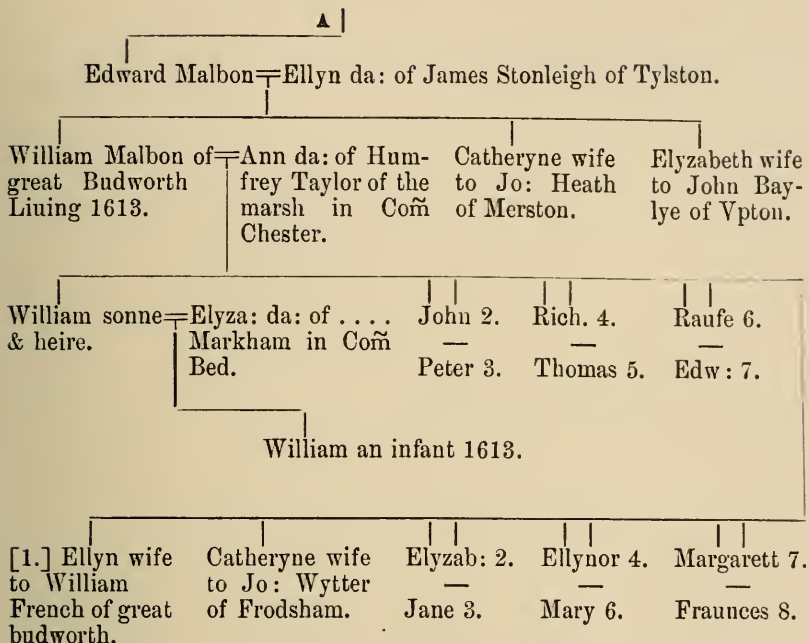 A
Edward Malbon=Ellyn da: of James Stonleigh of Tylston.
William Malbon of=
great Budworth
Liuing 1613.
Ann da: of Hum-
frey Taylor of the
marsh in Com̃
Chester.
Catheryne wife
to Jo: Heath
of Merston.
Elyzabeth wife
to John Bay-
lye of Vpton.
William sonne=
& heire.
Elyza: da: of ....
Markham in Com̃
Bed.
John 2.
—
Peter 3.
Rich. 4.
—
Thomas 5.
Raufe 6.
—
Edw: 7.
William an infant 1613.
[1.] Ellyn wife
to William
French of great
budworth.
Catheryne wife
to Jo: Wytter
of Frodsham.
Elyzab: 2.
—
Jane 3.
Ellynor 4.
—
Mary 6.
Margarett 7.
—
Fraunces 8.